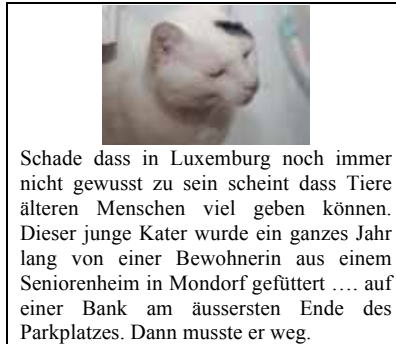 Schade dass in Luxemburg noch immer
nicht gewusst zu sein scheint dass Tiere
älteren Menschen viel geben können.
Dieser junge Kater wurde ein ganzes Jahr
lang von einer Bewohnerin aus einem
Seniorenheim in Mondorf gefüttert …. auf
einer Bank am äussersten Ende des
Parkplatzes. Dann musste er weg.